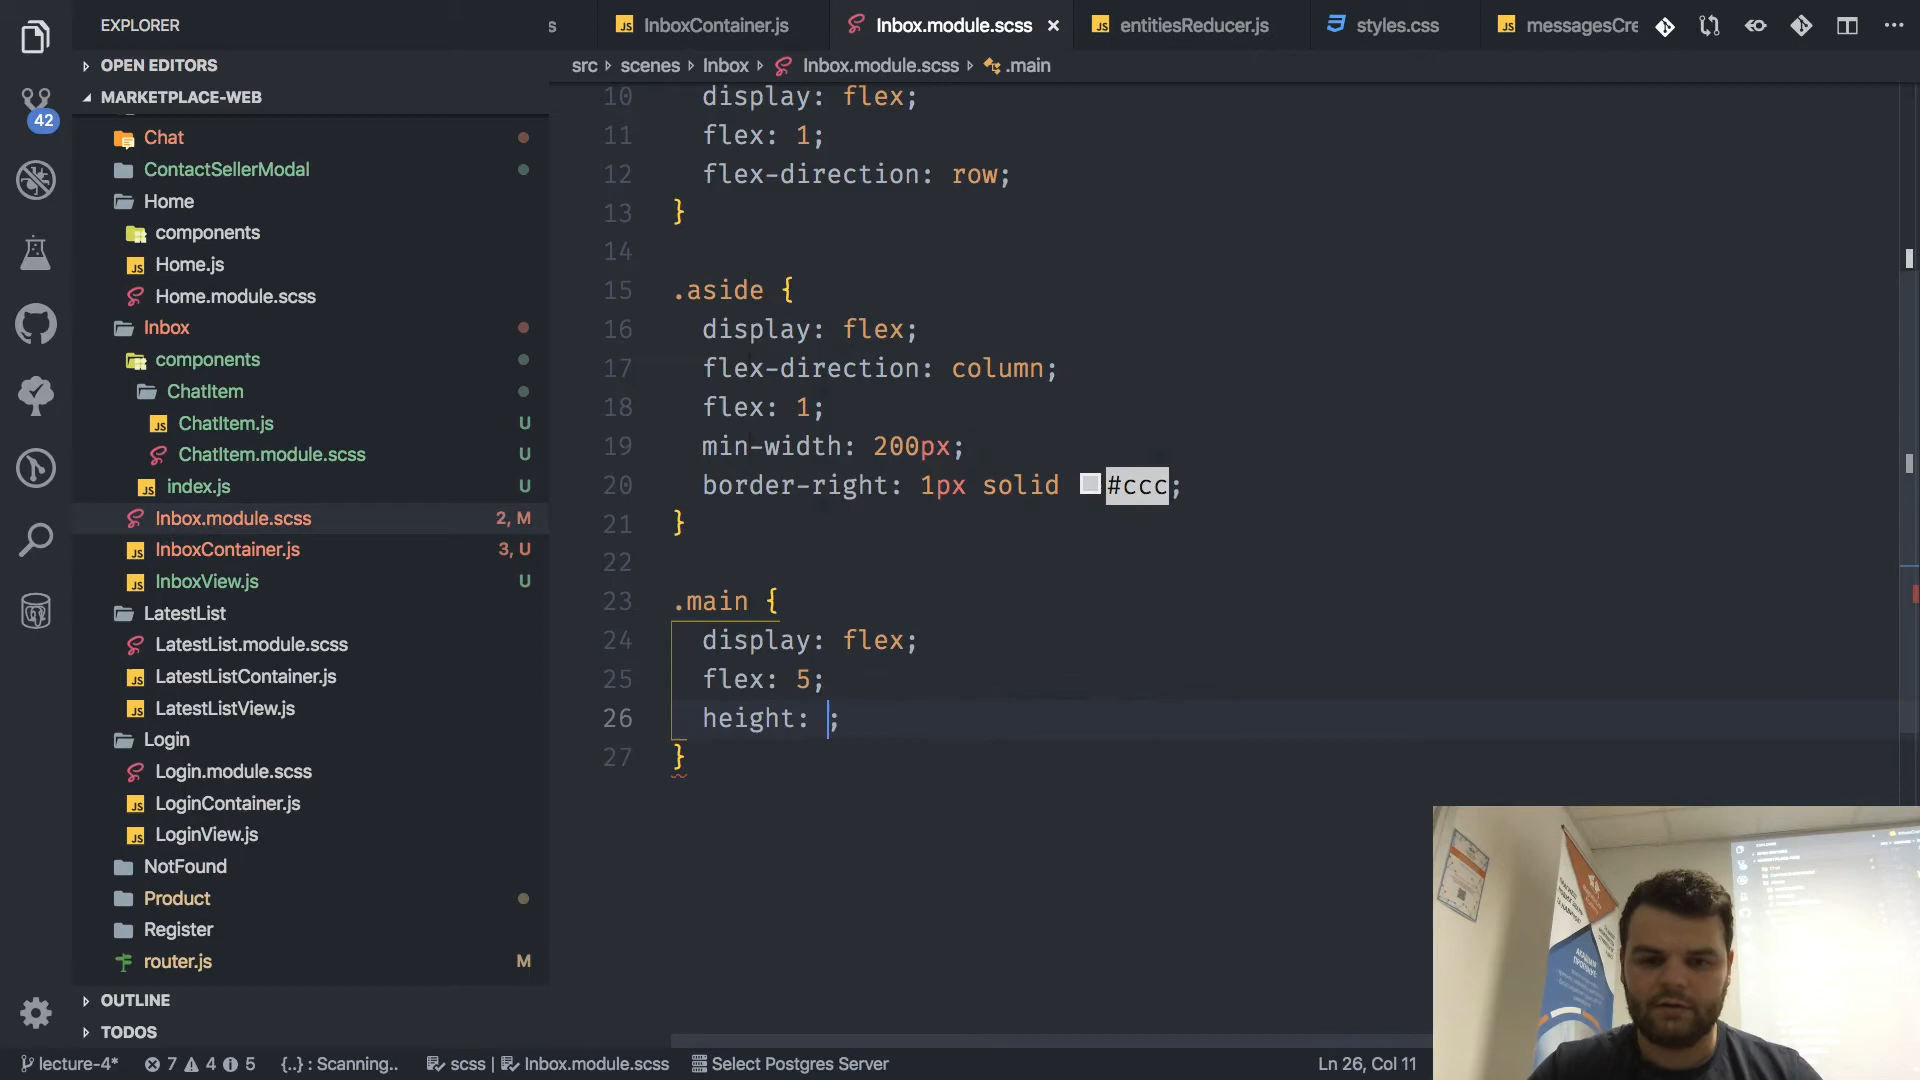 EXPLORER
s
InboxContainer.js
Inbox.module.scss
entitiesReducer.js
styles.css
messagesCre
OPEN EDITORS
src
scenes
Inbox
Inbox.module.scss
.main
MARKETPLACE-WEB
42
Chat
ContactSellerModal
Home
components
Home.js
Home.module.scss
Inbox
components
ChatItem
ChatItem.js U
ChatItem.module.scss U
index.js U
Inbox.module.scss 2, M
InboxContainer.js 3, U
InboxView.js U
LatestList
LatestList.module.scss
LatestListContainer.js
LatestListView.js
Login
Login.module.scss
LoginContainer.js
LoginView.js
NotFound
Product
Register
router.js M
OUTLINE
TODOS
10 display: flex;
11 flex: 1;
12 flex-direction: row;
13 }
14
15 .aside {
16 display: flex;
17 flex-direction: column;
18 flex: 1;
19 min-width: 200px;
20 border-right: 1px solid #ccc;
21 }
22
23 .main {
24 display: flex;
25 flex: 5;
26 height: ;
27 }
lecture-4*
7 4 5
{..} : Scanning..
scss | Inbox.module.scss
Select Postgres Server
Ln 26, Col 11